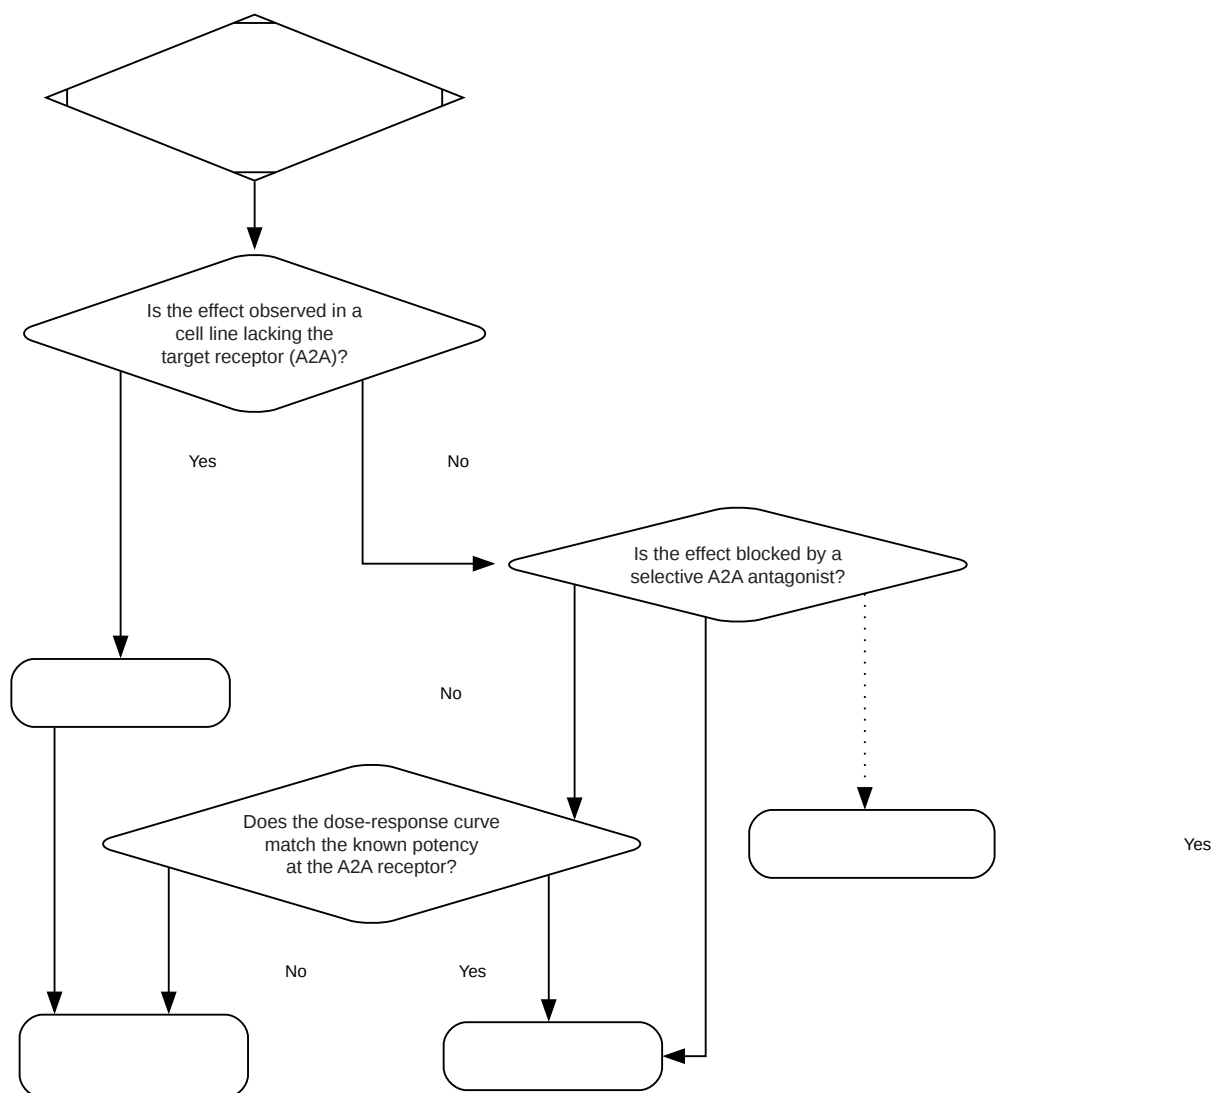 Is the effect observed in a
cell line lacking the
target receptor (A2A)?
Yes
No
Is the effect blocked by a
selective A2A antagonist?
No
Does the dose-response curve
match the known potency
at the A2A receptor?
Yes
No
Yes